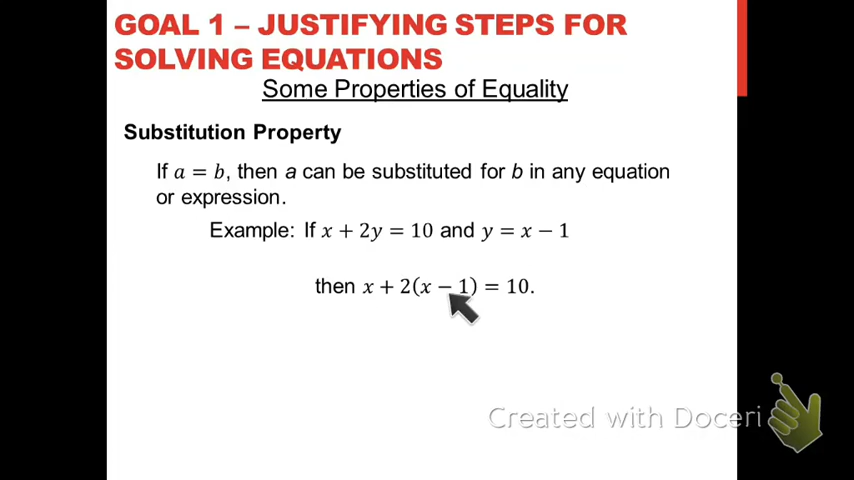 GOAL 1 – JUSTIFYING STEPS FOR
SOLVING EQUATIONS
Some Properties of Equality
Substitution Property
If a = b, then a can be substituted for b in any equation
or expression.
Example: If x + 2y = 10 and y = x − 1
then x + 2(x − 1) = 10.
Created with Doceri